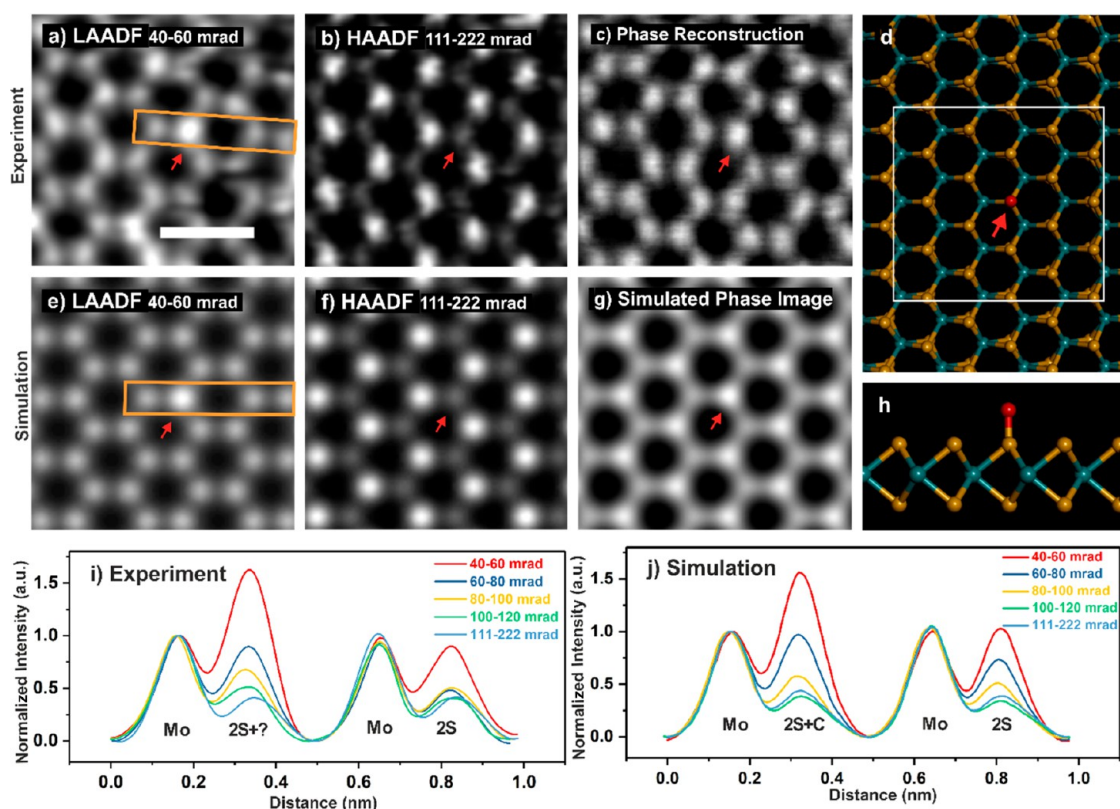 a) LAADF 40-60 mrad
b) HAADF 111-222 mrad
c) Phase Reconstruction
d
Experiment
e) LAADF 40-60 mrad
f) HAADF 111-222 mrad
g) Simulated Phase Image
h
Simulation
i) Experiment
40-60 mrad
60-80 mrad
80-100 mrad
100-120 mrad
111-222 mrad
Normalized Intensity (a.u.)
1.5
1.0
0.5
0.0
Mo
2S+?
Mo
2S
0.0
0.2
0.4
0.6
0.8
1.0
Distance (nm)
j) Simulation
40-60 mrad
60-80 mrad
80-100 mrad
100-120 mrad
111-222 mrad
Normalized Intensity (a.u.)
1.5
1.0
0.5
0.0
Mo
2S+C
Mo
2S
0.0
0.2
0.4
0.6
0.8
1.0
Distance (nm)